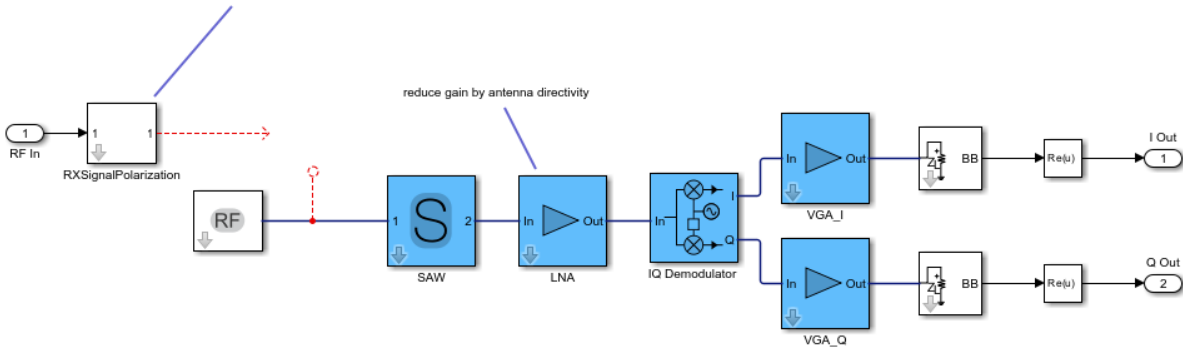 reduce gain by antenna directivity
1
RF In
1 1
RXSignalPolarization
RF
1 S 2
SAW
In Out
LNA
In I Q
IQ Demodulator
In Out
VGA_I
In Out
VGA_Q
BB
BB
Re(u)
Re(u)
I Out
1
Q Out
2